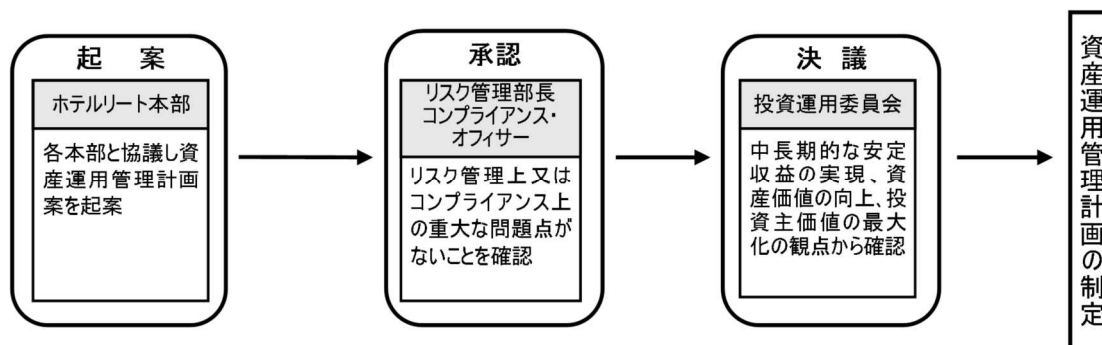 起 案
ホテルリート本部
各本部と協議し資
産運用管理計画
案を起案
承認
リスク管理部長
コンプライアンス・
オフィサー
リスク管理上又は
コンプライアンス上
の重大な問題点が
ないことを確認
決 議
投資運用委員会
中長期的な安定
収益の実現、資
産価値の向上、投
資主価値の最大
化の観点から確認
資産運用管理計画の制定